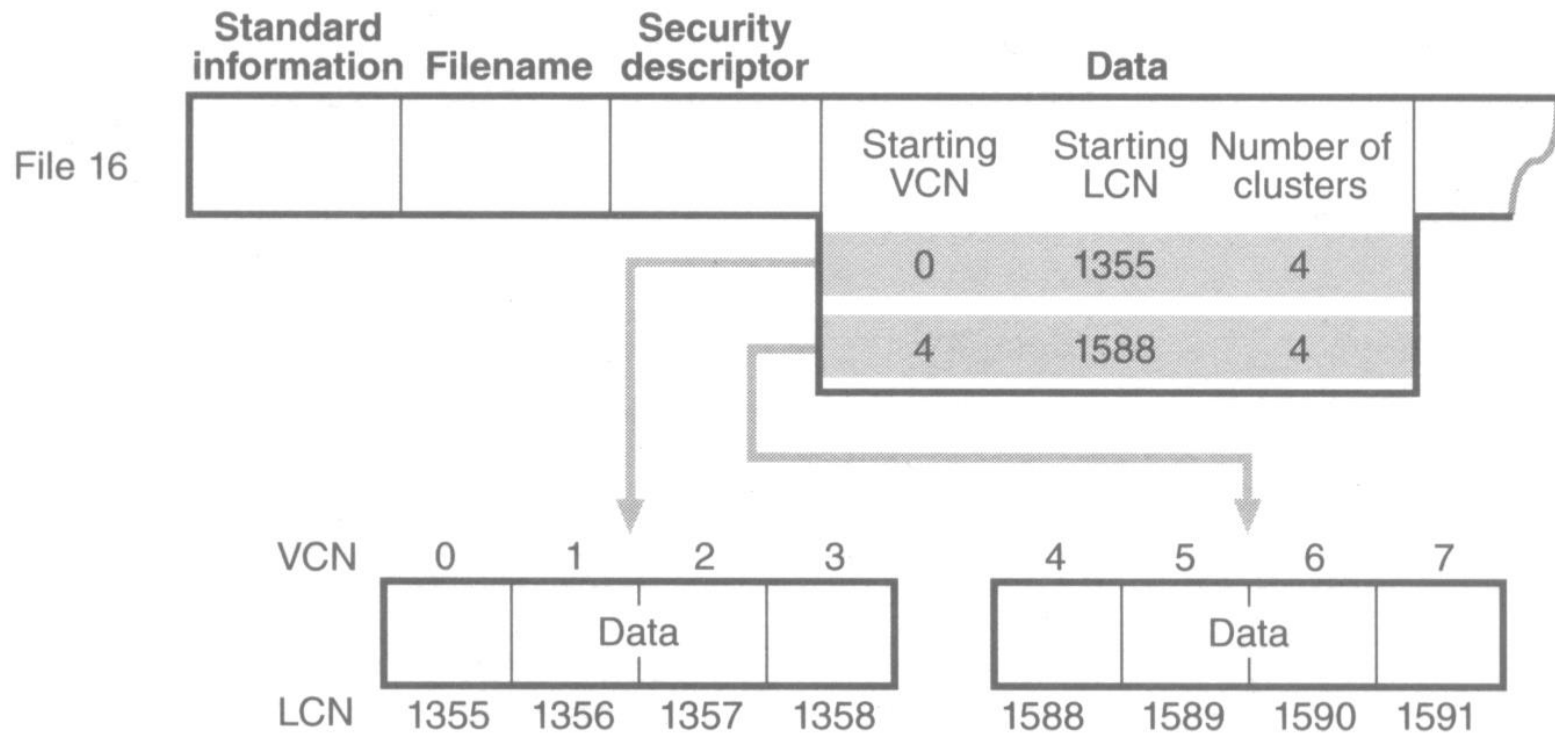 Standard information Filename Security descriptor Data
File 16
Starting VCN Starting LCN Number of clusters
0 1355 4
4 1588 4
VCN 0 1 2 3 4 5 6 7
Data Data
LCN 1355 1356 1357 1358 1588 1589 1590 1591